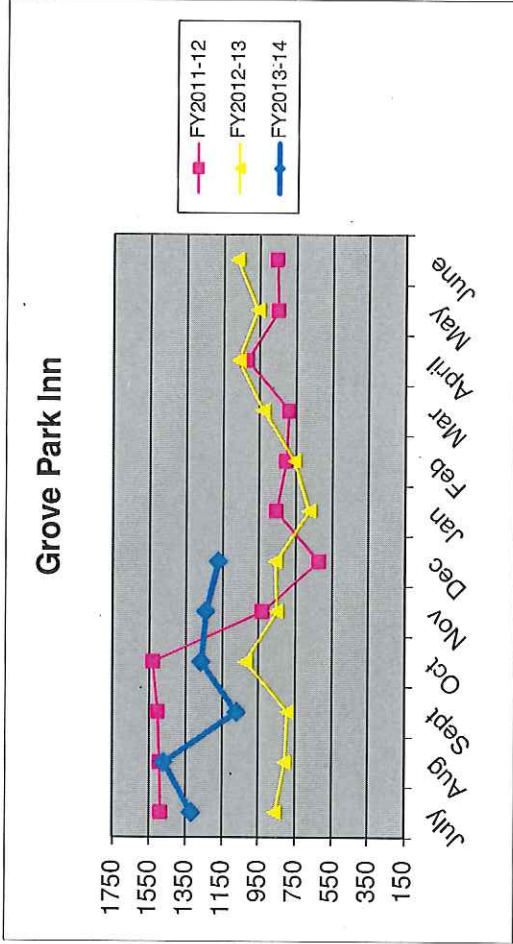 Grove Park Inn
1750
1550
1350
1150
950
750
550
350
150
July
Aug
Sept
Oct
Nov
Dec
Jan
Feb
Mar
April
May
June
FY2011-12
FY2012-13
FY2013-14